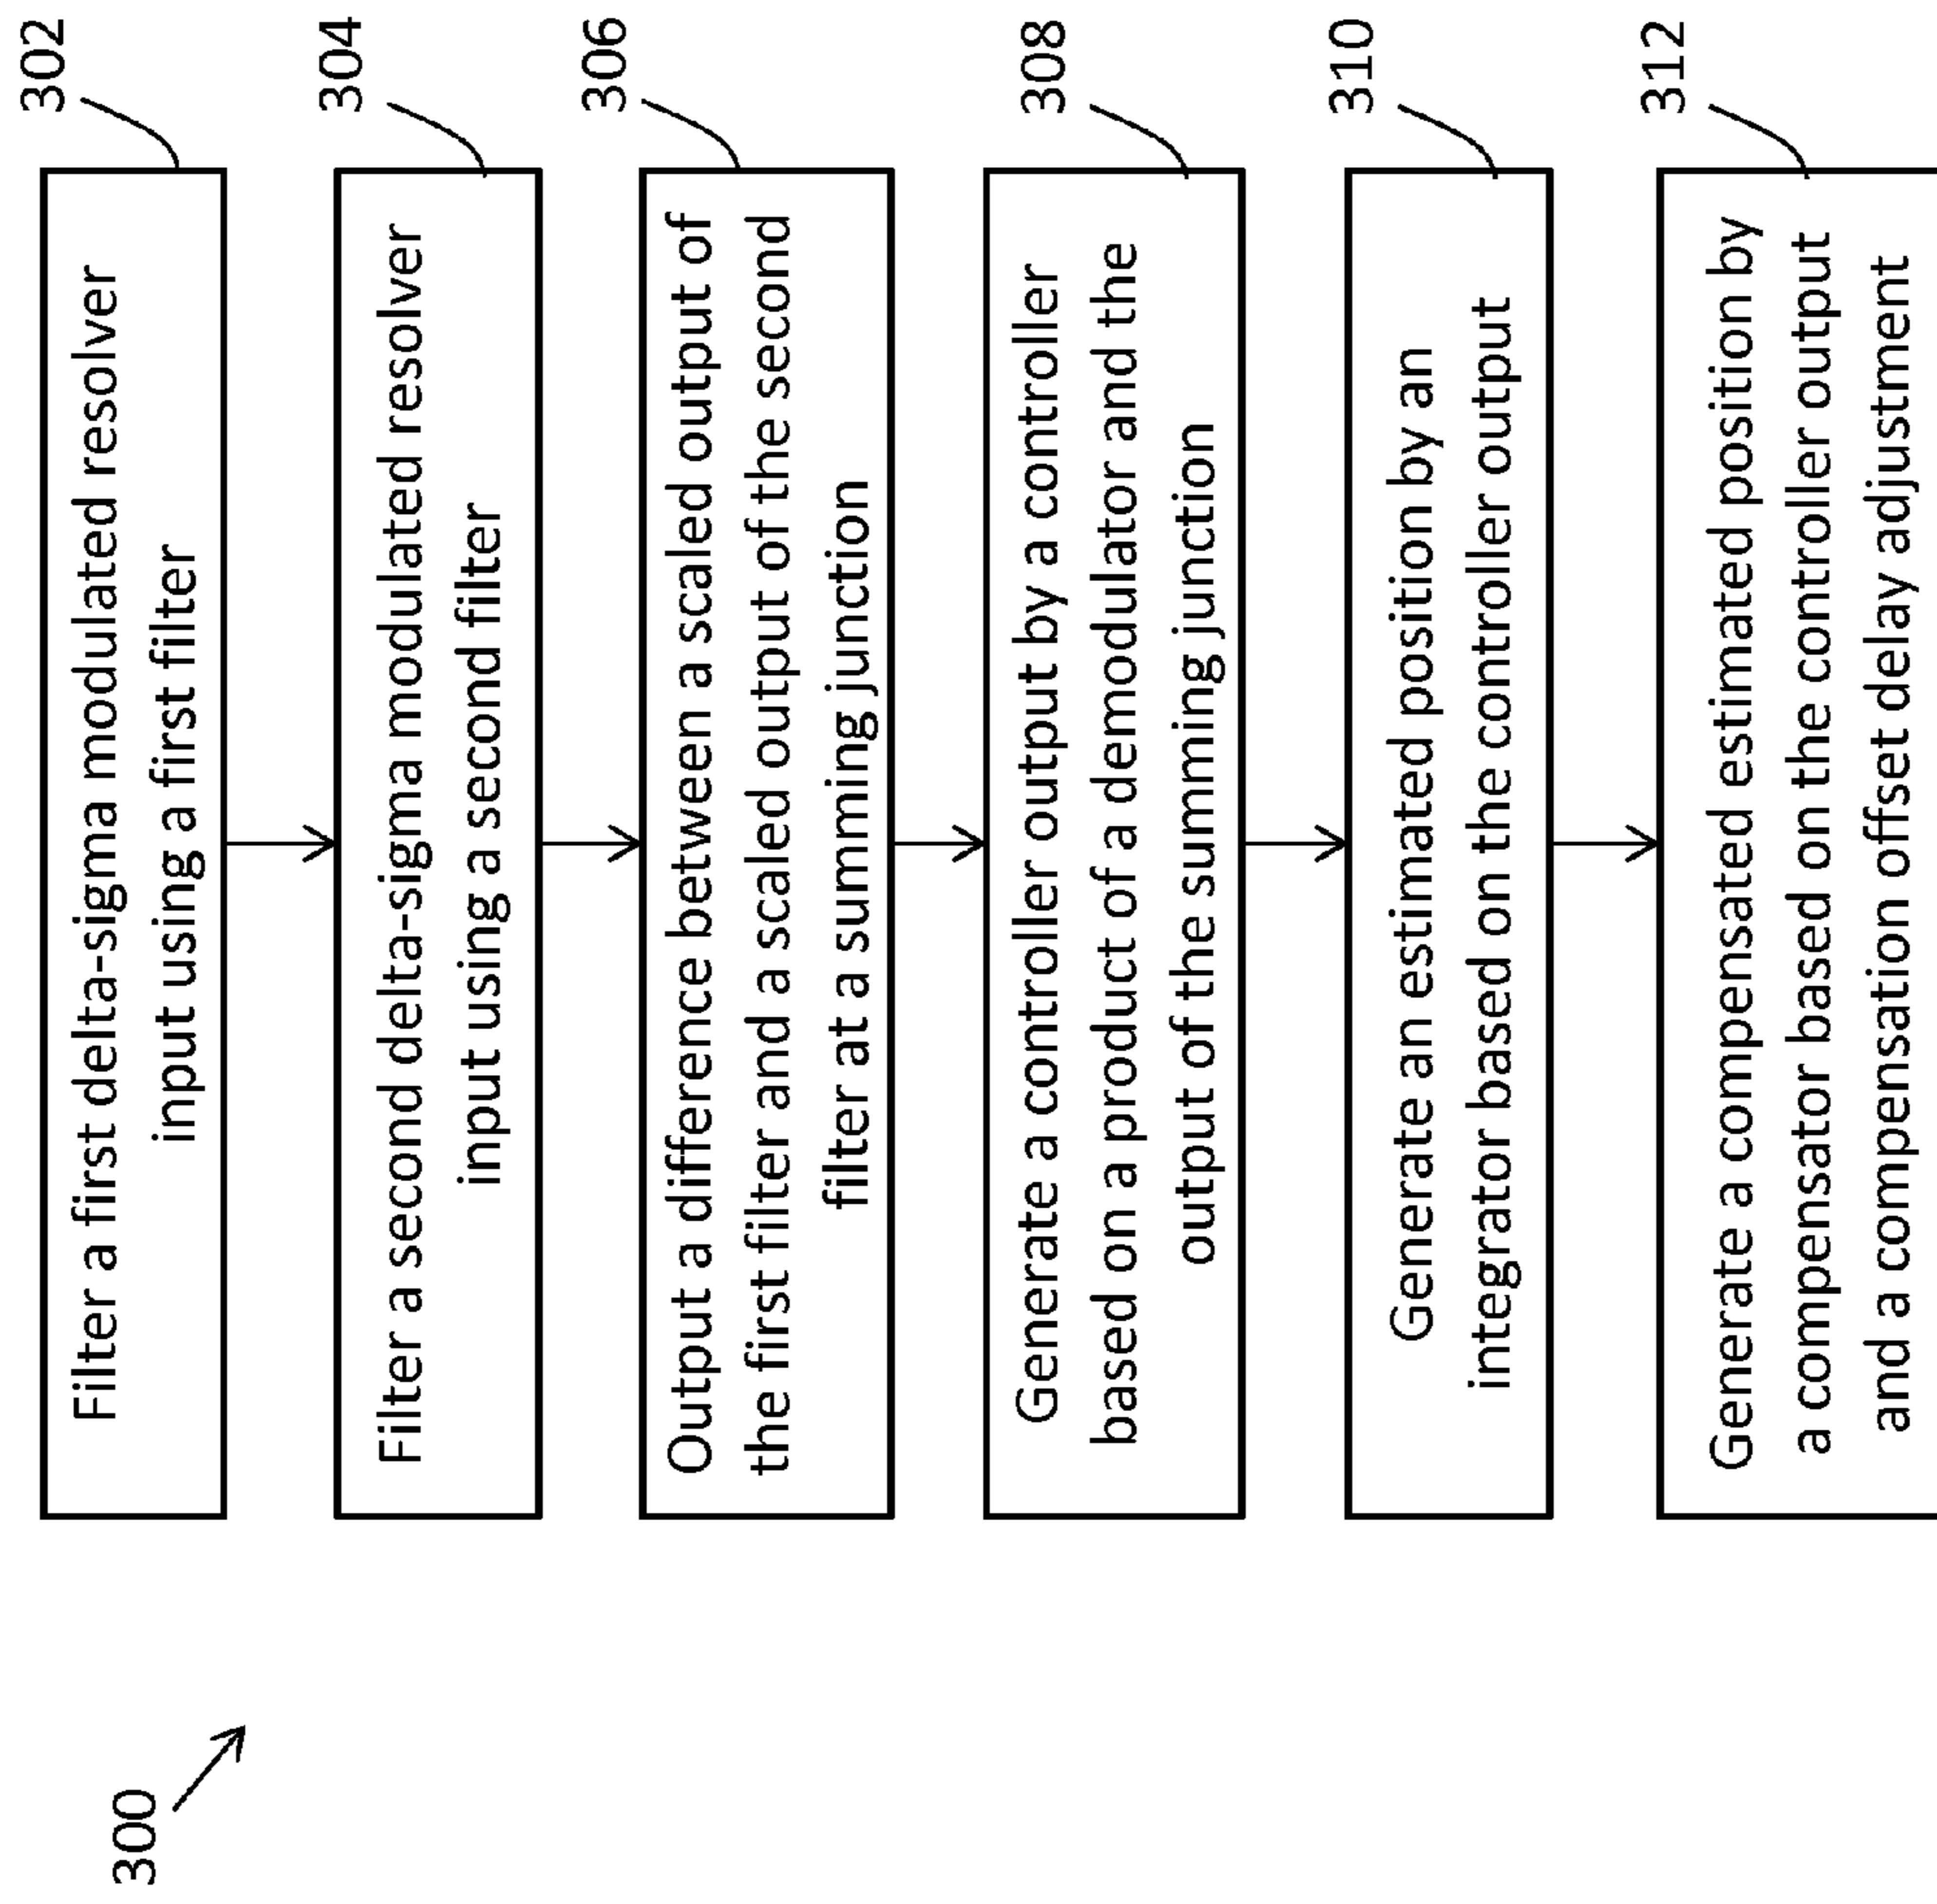 300
302
Filter a first delta-sigma modulated resolver
input using a first filter
304
Filter a second delta-sigma modulated resolver
input using a second filter
306
Output a difference between a scaled output of
the first filter and a scaled output of the second
filter at a summing junction
308
Generate a controller output by a controller
based on a product of a demodulator and the
output of the summing junction
310
Generate an estimated position by an
integrator based on the controller output
312
Generate a compensated estimated position by
a compensator based on the controller output
and a compensation offset delay adjustment